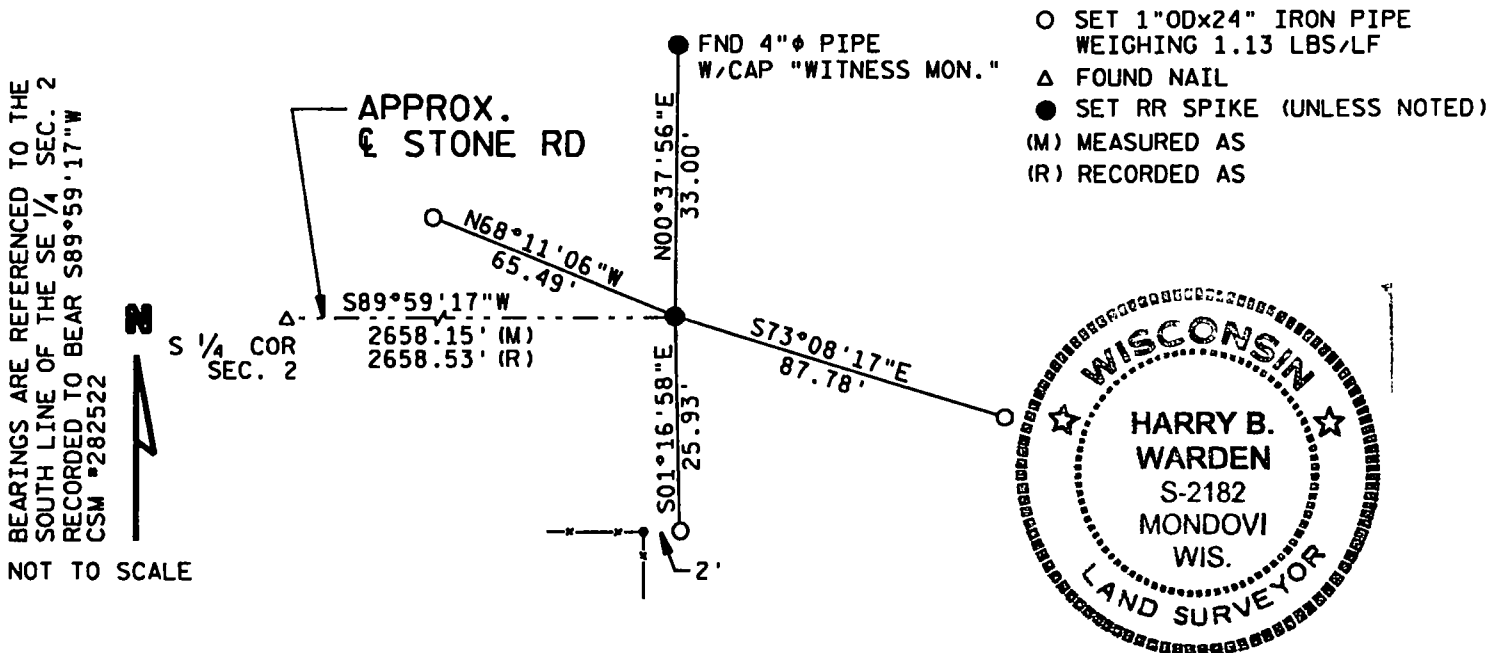 BEARINGS ARE REFERENCED TO THE
SOUTH LINE OF THE SE 1/4 SEC. 2
RECORDED TO BEAR S89°59'17"W
CSM #282522
N
NOT TO SCALE
APPROX.
℄ STONE RD
FND 4"ϕ PIPE
W/CAP "WITNESS MON."
○ SET 1"ODx24" IRON PIPE
WEIGHING 1.13 LBS/LF
△ FOUND NAIL
● SET RR SPIKE (UNLESS NOTED)
(M) MEASURED AS
(R) RECORDED AS
N00°37'56"E
33.00'
N68°11'06"W
65.49'
S89°59'17"W
2658.15' (M)
2658.53' (R)
S 1/4 COR
SEC. 2
S73°08'17"E
87.78'
S01°16'58"E
25.93'
2'
WISCONSIN
HARRY B.
WARDEN
S-2182
MONDOVI
WIS.
LAND SURVEYOR